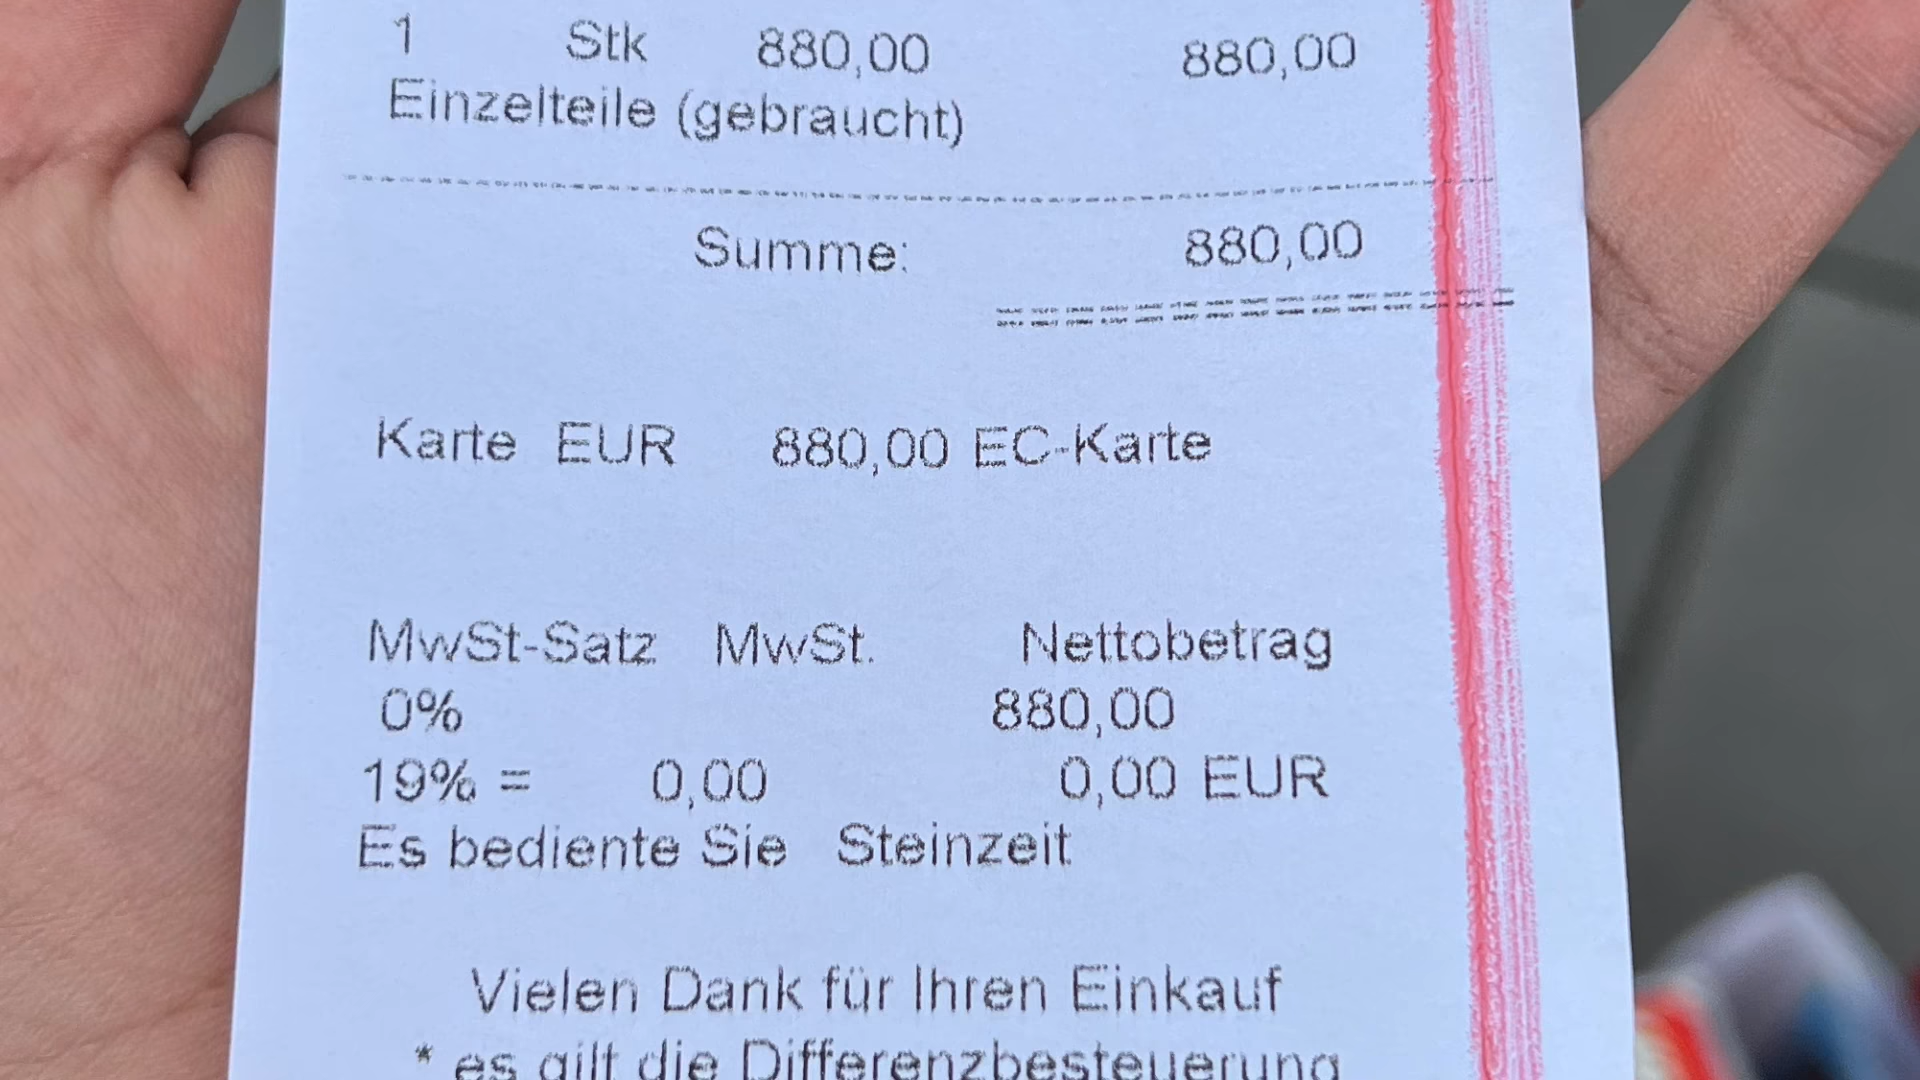 1 Stk 880,00 880,00
Einzelteile (gebraucht)
Summe: 880,00
Karte EUR 880,00 EC-Karte
MwSt-Satz MwSt. Nettobetrag
0% 880,00
19% = 0,00 0,00 EUR
Es bediente Sie Steinzeit
Vielen Dank für Ihren Einkauf
* es gilt die Differenzbesteuerung